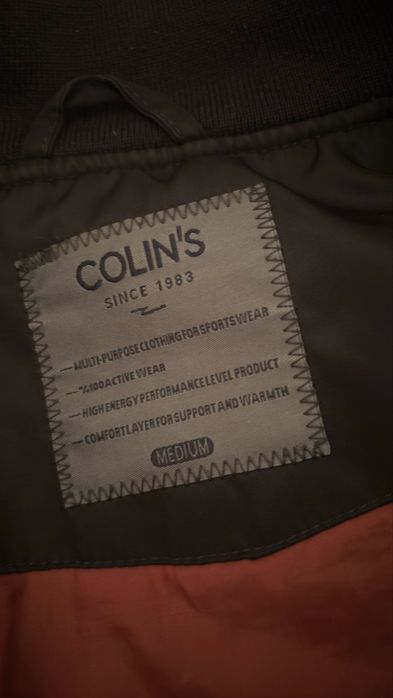 COLIN'S
SINCE 1983
—MULTI-PURPOSE CLOTHING FOR SPORTSWEAR
—%100 ACTIVE WEAR
—HIGH ENERGY PERFORMANCE LEVEL PRODUCT
—COMFORT LAYER FOR SUPPORT AND WARMTH
MEDIUM